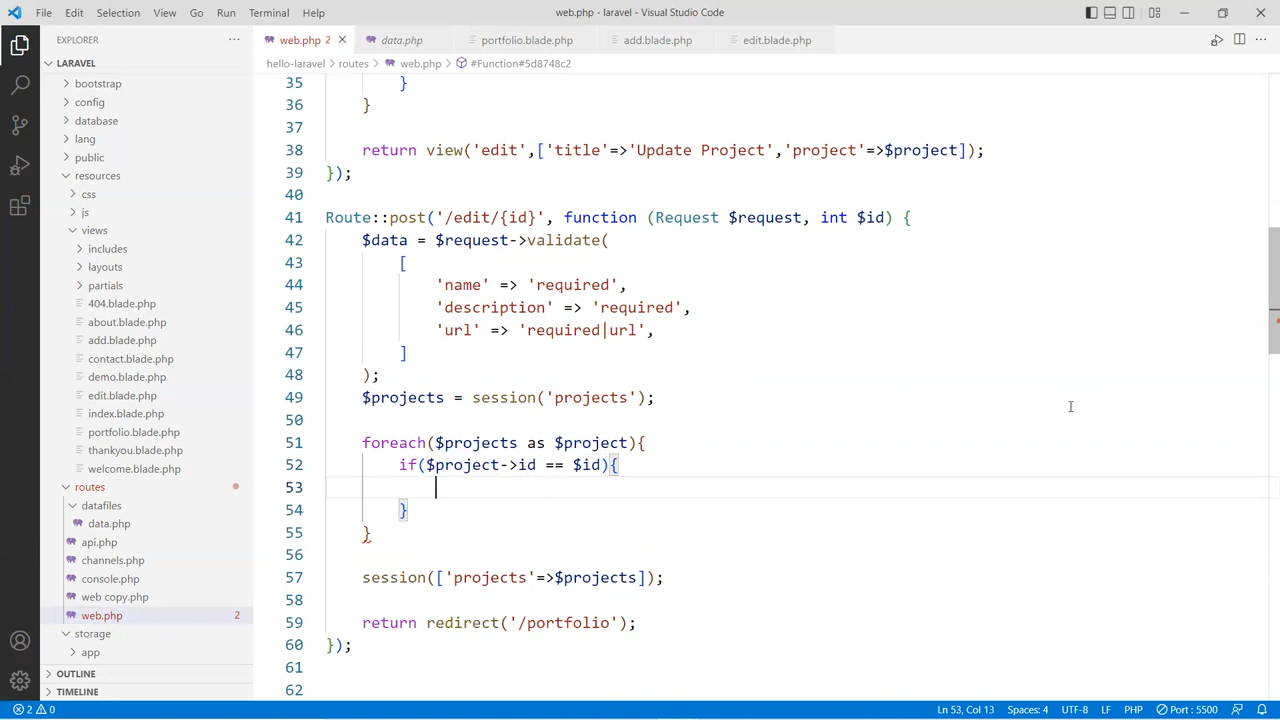 File Edit Selection View Go Run Terminal Help web.php - laravel - Visual Studio Code
EXPLORER ···
web.php 2 data.php portfolio.blade.php add.blade.php edit.blade.php
hello-laravel > routes > web.php > #Function#5d8748c2
LARAVEL
bootstrap
config
database
lang
public
resources
css
js
views
includes
layouts
partials
404.blade.php
about.blade.php
add.blade.php
contact.blade.php
demo.blade.php
edit.blade.php
index.blade.php
portfolio.blade.php
thankyou.blade.php
welcome.blade.php
routes
datafiles
data.php
api.php
channels.php
console.php
web copy.php
web.php 2
storage
app
OUTLINE
TIMELINE
35 }
36 }
37
38 return view('edit',['title'=>'Update Project','project'=>$project]);
39 });
40
41 Route::post('/edit/{id}', function (Request $request, int $id) {
42 $data = $request->validate(
43 [
44 'name' => 'required',
45 'description' => 'required',
46 'url' => 'required|url',
47 ]
48 );
49 $projects = session('projects');
50
51 foreach($projects as $project){
52 if($project->id == $id){
53
54 }
55 }
56
57 session(['projects'=>$projects]);
58
59 return redirect('/portfolio');
60 });
61
62
2 0 Ln 53, Col 13 Spaces: 4 UTF-8 LF PHP Port : 5500